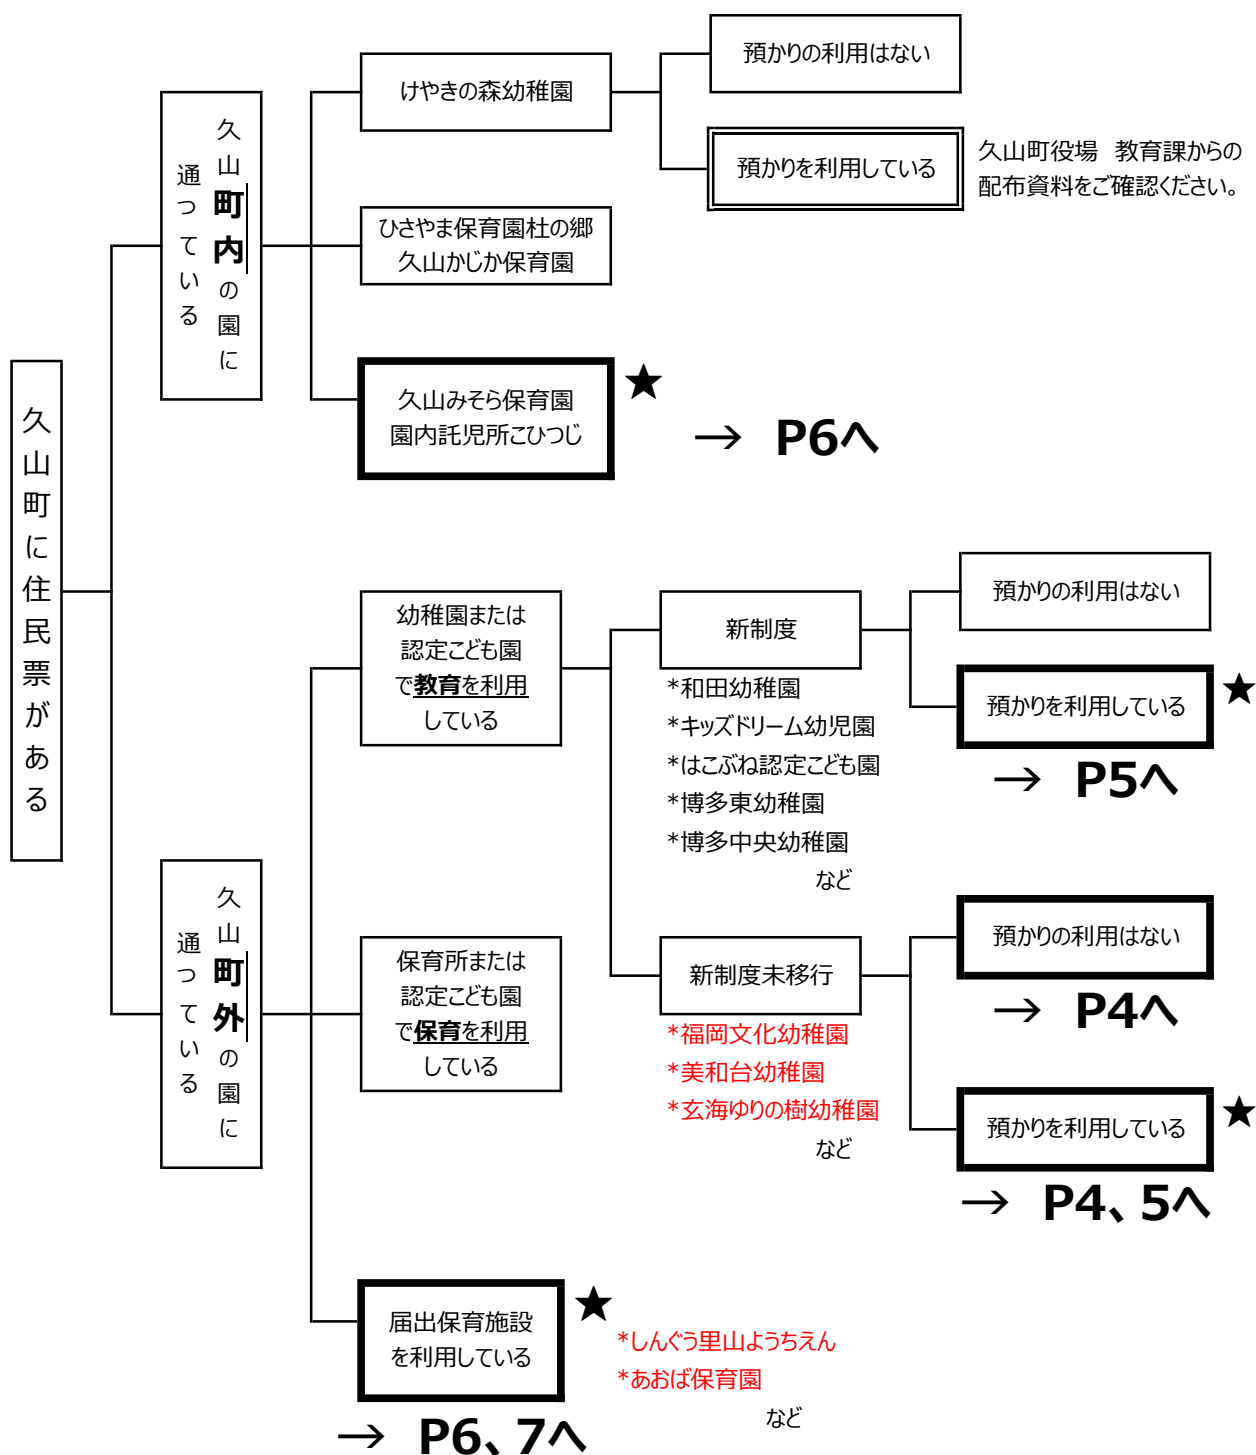 久山町に住民票がある
久山町内の園に
通っている
けやきの森幼稚園
預かりの利用はない
預かりを利用している
久山町役場 教育課からの
配布資料をご確認ください。
ひさやま保育園杜の郷
久山かじか保育園
久山みそら保育園
園内託児所こひつじ
★
→ P6へ
久山町外の園に
通っている
幼稚園または
認定こども園
で教育を利用
している
新制度
*和田幼稚園
*キッズドリーム幼児園
*はこぶね認定こども園
*博多東幼稚園
*博多中央幼稚園
など
預かりの利用はない
預かりを利用している
★
→ P5へ
新制度未移行
*福岡文化幼稚園
*美和台幼稚園
*玄海ゆりの樹幼稚園
など
預かりの利用はない
→ P4へ
預かりを利用している
★
→ P4、5へ
保育所または
認定こども園
で保育を利用
している
届出保育施設
を利用している
★
*しんぐう里山ようちえん
*あおば保育園
など
→ P6、7へ